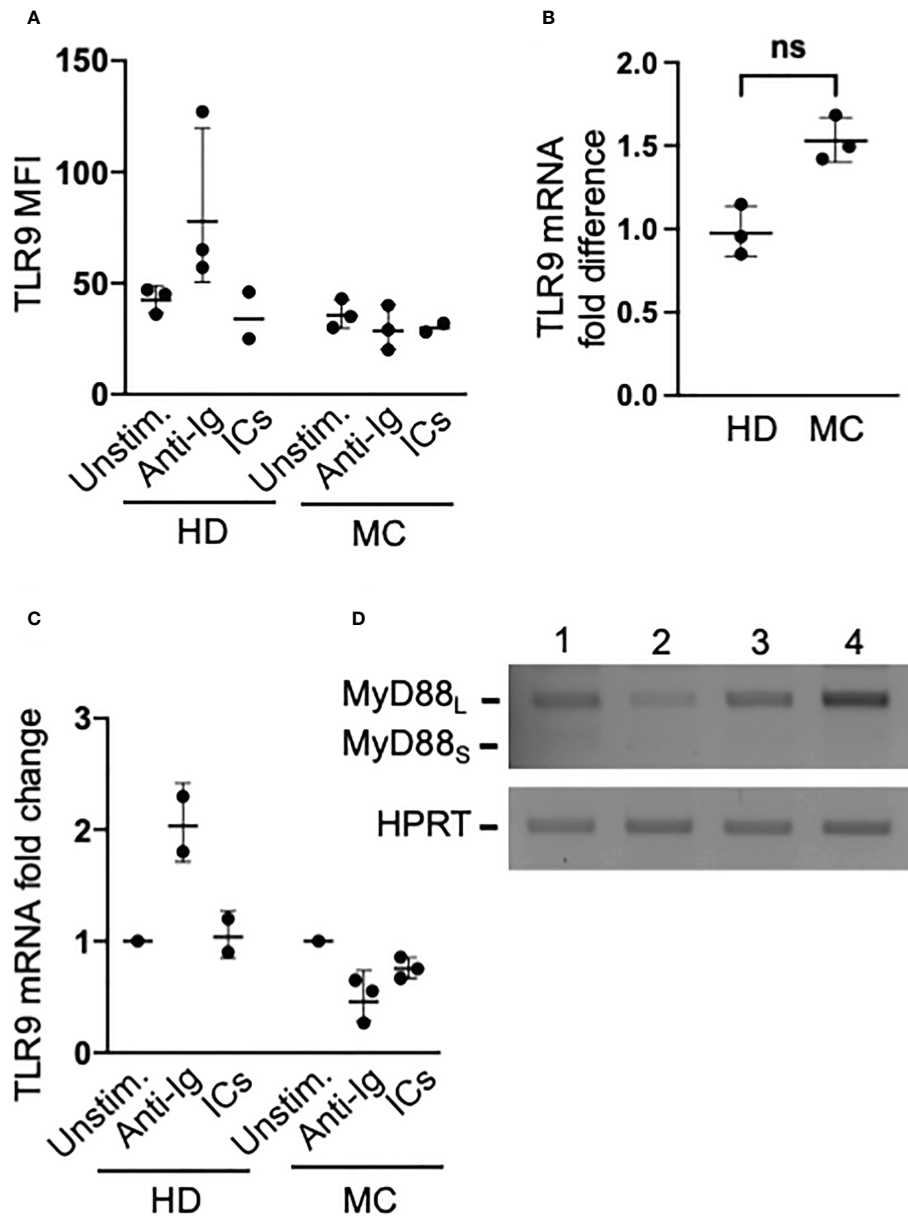 A
150
100
50
0
TLR9 MFI
Unstim.
Anti-Ig
ICs
Unstim.
Anti-Ig
ICs
HD
MC
B
ns
2.0
1.5
1.0
0.5
0.0
TLR9 mRNA
fold difference
HD
MC
C
3
2
1
0
TLR9 mRNA fold change
Unstim.
Anti-Ig
ICs
Unstim.
Anti-Ig
ICs
HD
MC
D
1 2 3 4
MyD88L
MyD88S
HPRT